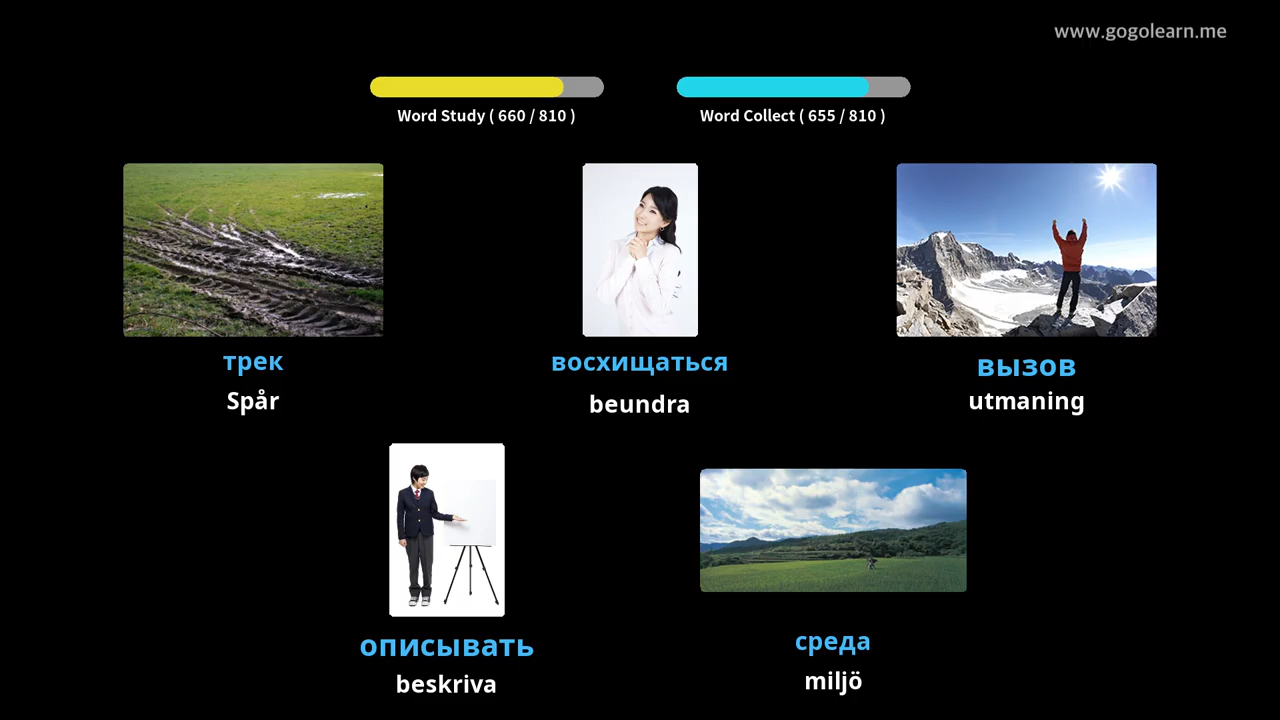 www.gogolearn.me
Word Study ( 660 / 810 )
Word Collect ( 655 / 810 )
трек
восхищаться
вызов
Spår
beundra
utmaning
описывать
среда
beskriva
miljö